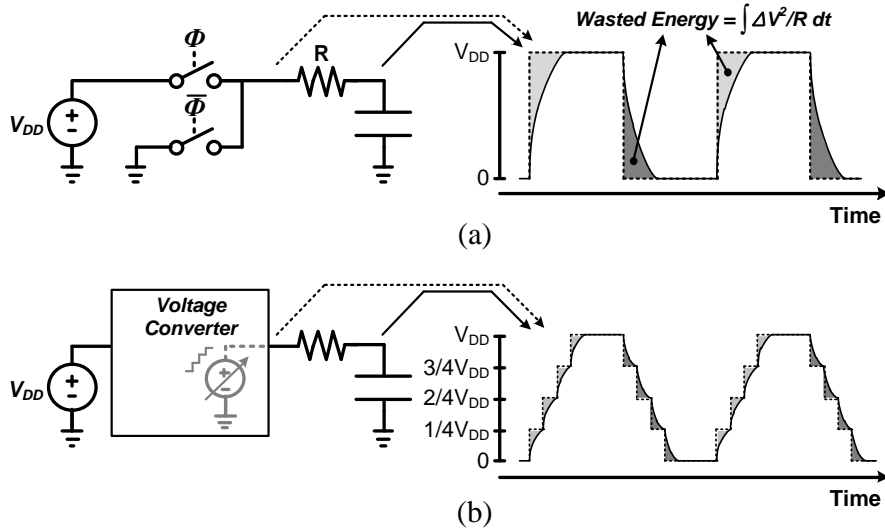 Φ
Φ̅
R
+
-
V_DD
Wasted Energy = ∫ ΔV²/R dt
V_DD
0
Time
(a)
Voltage
Converter
+
-
V_DD
+
-
V_DD
3/4V_DD
2/4V_DD
1/4V_DD
0
Time
(b)